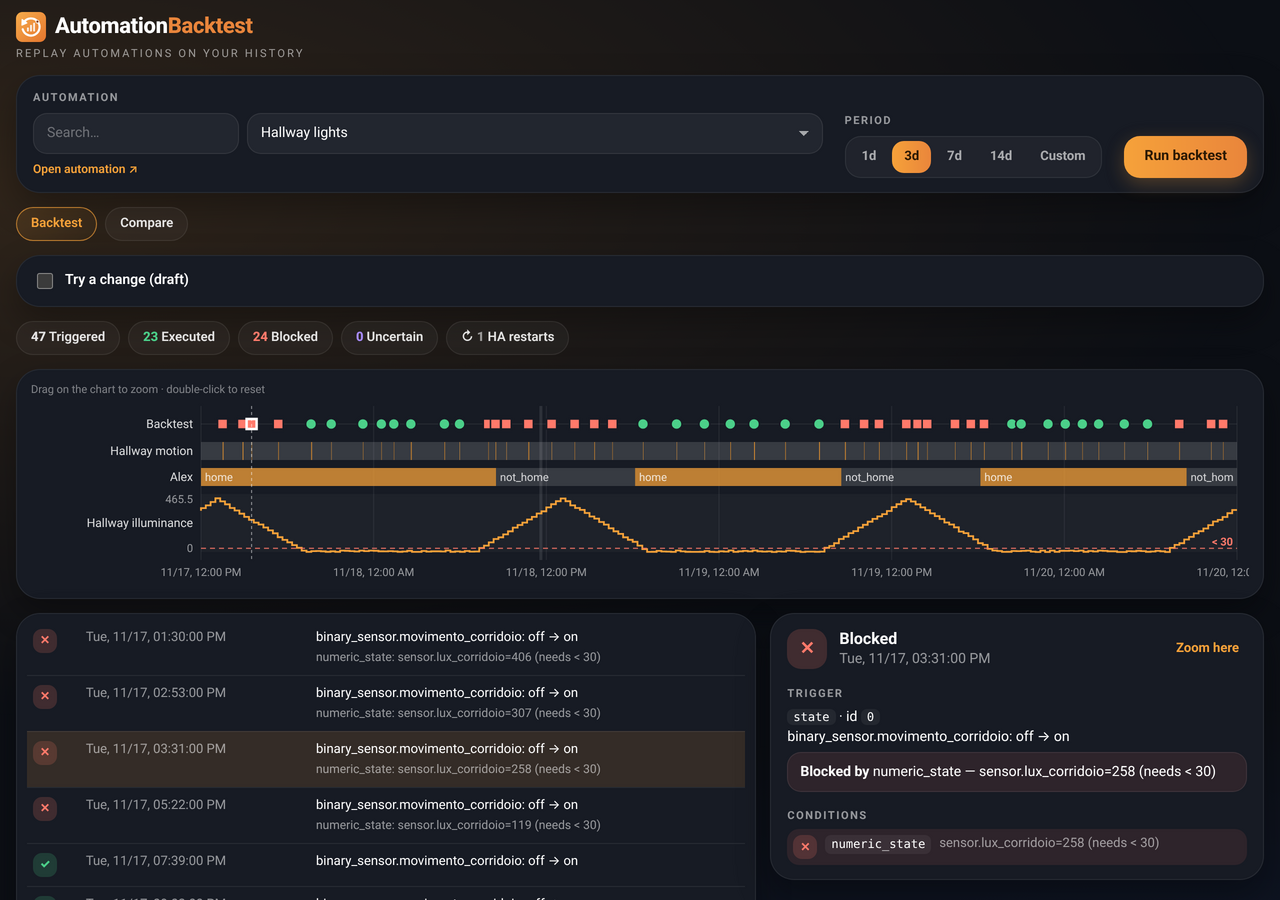 AutomationBacktest
REPLAY AUTOMATIONS ON YOUR HISTORY
AUTOMATION
Search...
Hallway lights
Open automation ↗
PERIOD
1d 3d 7d 14d Custom
Run backtest
Backtest
Compare
Try a change (draft)
47 Triggered
23 Executed
24 Blocked
0 Uncertain
↻ 1 HA restarts
Drag on the chart to zoom · double-click to reset
Backtest
Hallway motion
Alex
home
not_home
home
not_home
home
not_hom
465.5
Hallway illuminance
0
< 30
11/17, 12:00 PM
11/18, 12:00 AM
11/18, 12:00 PM
11/19, 12:00 AM
11/19, 12:00 PM
11/20, 12:00 AM
11/20, 12:0
Tue, 11/17, 01:30:00 PM
binary_sensor.movimento_corridoio: off → on
numeric_state: sensor.lux_corridoio=406 (needs < 30)
Tue, 11/17, 02:53:00 PM
binary_sensor.movimento_corridoio: off → on
numeric_state: sensor.lux_corridoio=307 (needs < 30)
Tue, 11/17, 03:31:00 PM
binary_sensor.movimento_corridoio: off → on
numeric_state: sensor.lux_corridoio=258 (needs < 30)
Tue, 11/17, 05:22:00 PM
binary_sensor.movimento_corridoio: off → on
numeric_state: sensor.lux_corridoio=119 (needs < 30)
Tue, 11/17, 07:39:00 PM
binary_sensor.movimento_corridoio: off → on
Blocked
Tue, 11/17, 03:31:00 PM
Zoom here
TRIGGER
state · id 0
binary_sensor.movimento_corridoio: off → on
Blocked by numeric_state — sensor.lux_corridoio=258 (needs < 30)
CONDITIONS
numeric_state sensor.lux_corridoio=258 (needs < 30)